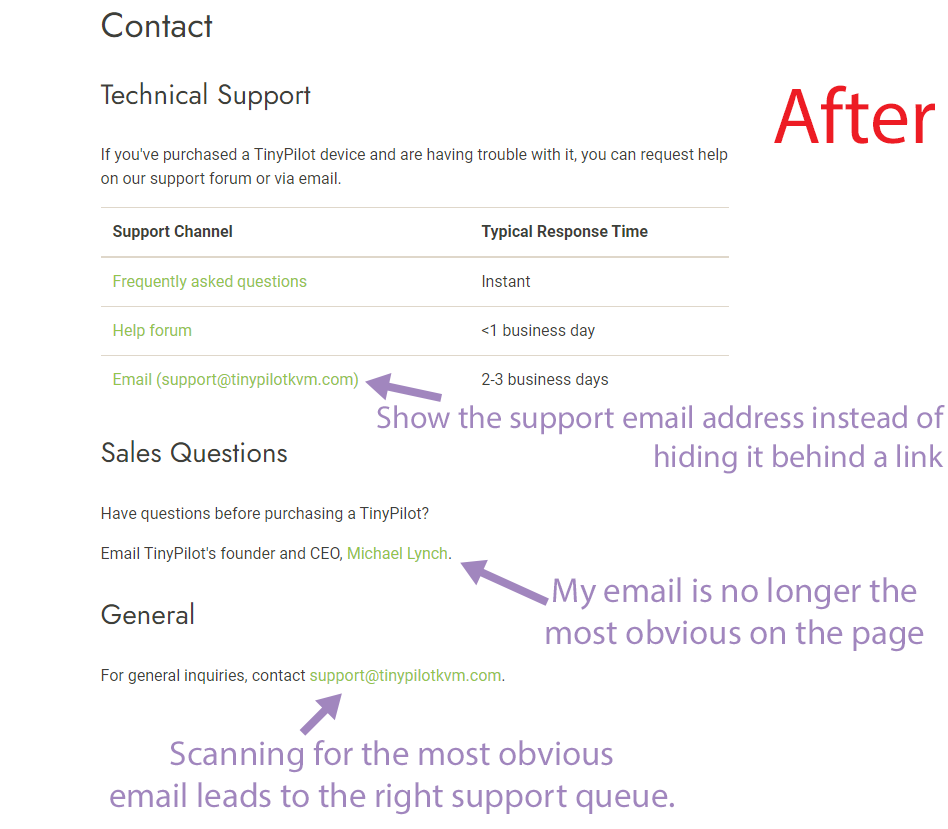 Contact
Technical Support
After
If you've purchased a TinyPilot device and are having trouble with it, you can request help
on our support forum or via email.
Support Channel Typical Response Time
Frequently asked questions Instant
Help forum <1 business day
Email (support@tinypilotkvm.com) 2-3 business days
Show the support email address instead of
hiding it behind a link
Sales Questions
Have questions before purchasing a TinyPilot?
Email TinyPilot's founder and CEO, Michael Lynch.
My email is no longer the
most obvious on the page
General
For general inquiries, contact support@tinypilotkvm.com.
Scanning for the most obvious
email leads to the right support queue.